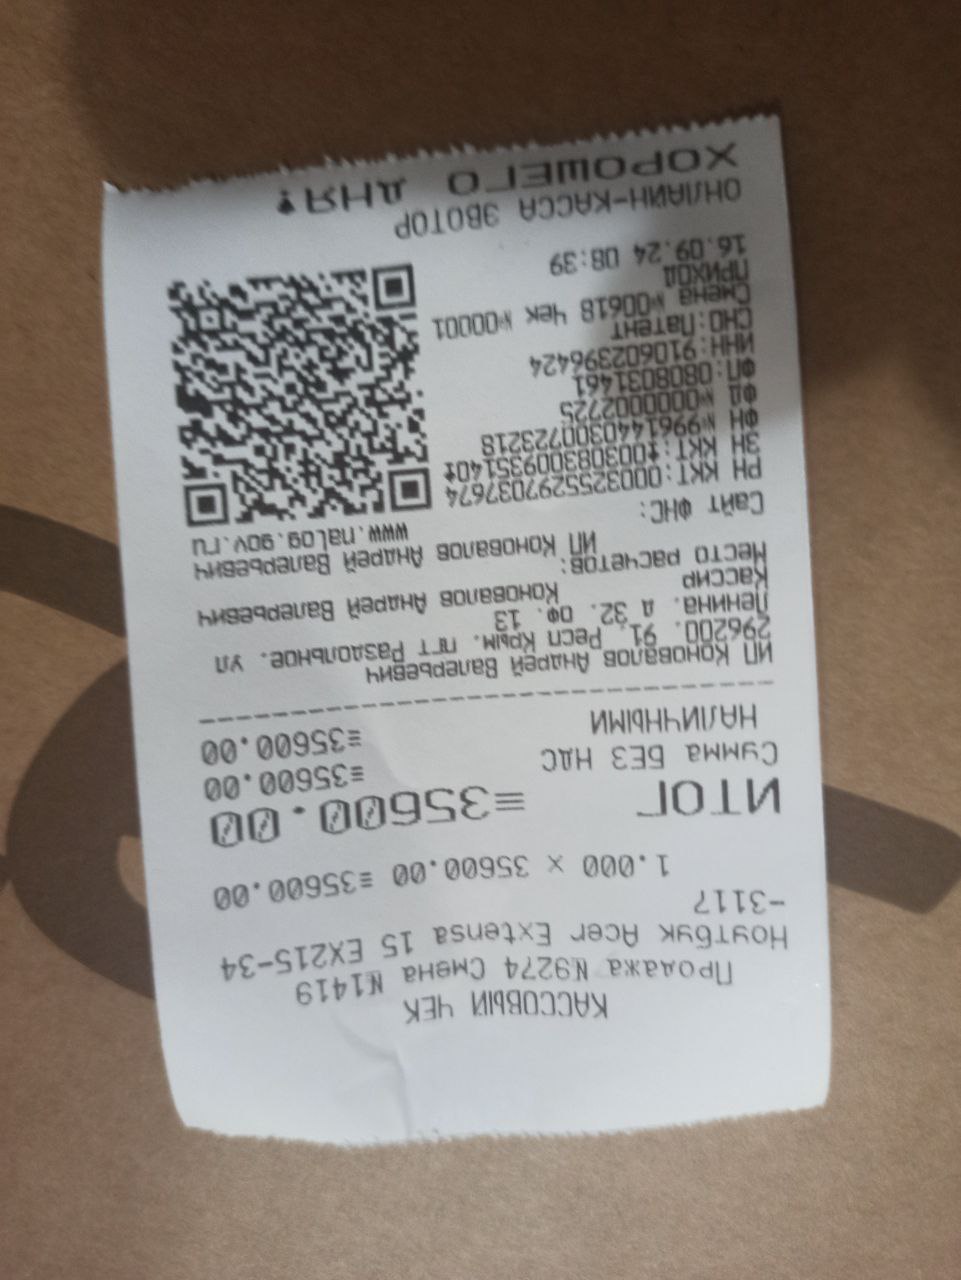 КАССОВЫЙ ЧЕК
Продажа №9274 Смена №1419
Ноутбук Acer Extensa 15 EX215-34
-3117
1.000 x 35600.00 ≡35600.00
ИТОГ ≡35600.00
Сумма БЕЗ НДС ≡35600.00
НАЛИЧНЫМИ ≡35600.00
ИП Коновалов Андрей Валерьевич
296200. 91. Респ Крым. пгт Раздольное. ул
Ленина. д 32. оф. 13
Кассир Коновалов Андрей Валерьевич
Место расчетов: ИП Коновалов Андрей Валерьевич
Сайт ФНС: www.nalog.gov.ru
РН ККТ:0003255297037674
ЗН ККТ:‡00308300935140‡
ФН №9961440300723218
ФД №0000002725
ФП:0808031461
ИНН:910602396424
СНО:Патент
Смена №00618 Чек №00001
ПРИХОД
16.09.24 08:39
ОНЛАЙН-КАССА ЭВОТОР
ХОРОШЕГО ДНЯ!